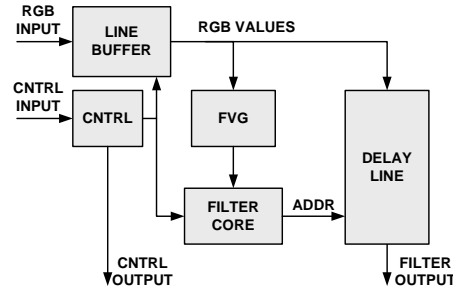 RGB
INPUT
LINE
BUFFER
RGB VALUES
CNTRL
INPUT
CNTRL
FVG
DELAY
LINE
FILTER
CORE
ADDR
CNTRL
OUTPUT
FILTER
OUTPUT